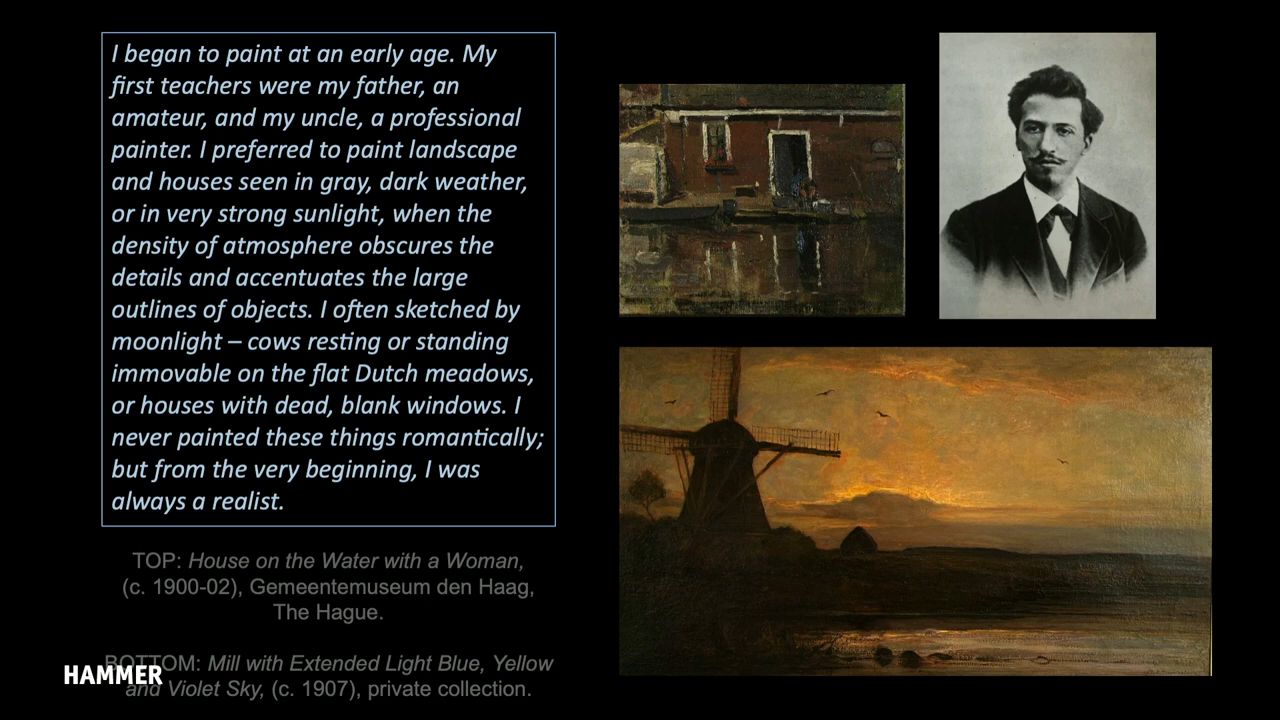 I began to paint at an early age. My
first teachers were my father, an
amateur, and my uncle, a professional
painter. I preferred to paint landscape
and houses seen in gray, dark weather,
or in very strong sunlight, when the
density of atmosphere obscures the
details and accentuates the large
outlines of objects. I often sketched by
moonlight – cows resting or standing
immovable on the flat Dutch meadows,
or houses with dead, blank windows. I
never painted these things romantically;
but from the very beginning, I was
always a realist.
TOP: House on the Water with a Woman,
(c. 1900-02), Gemeentemuseum den Haag,
The Hague.
BOTTOM: Mill with Extended Light Blue, Yellow
and Violet Sky, (c. 1907), private collection.
HAMMER